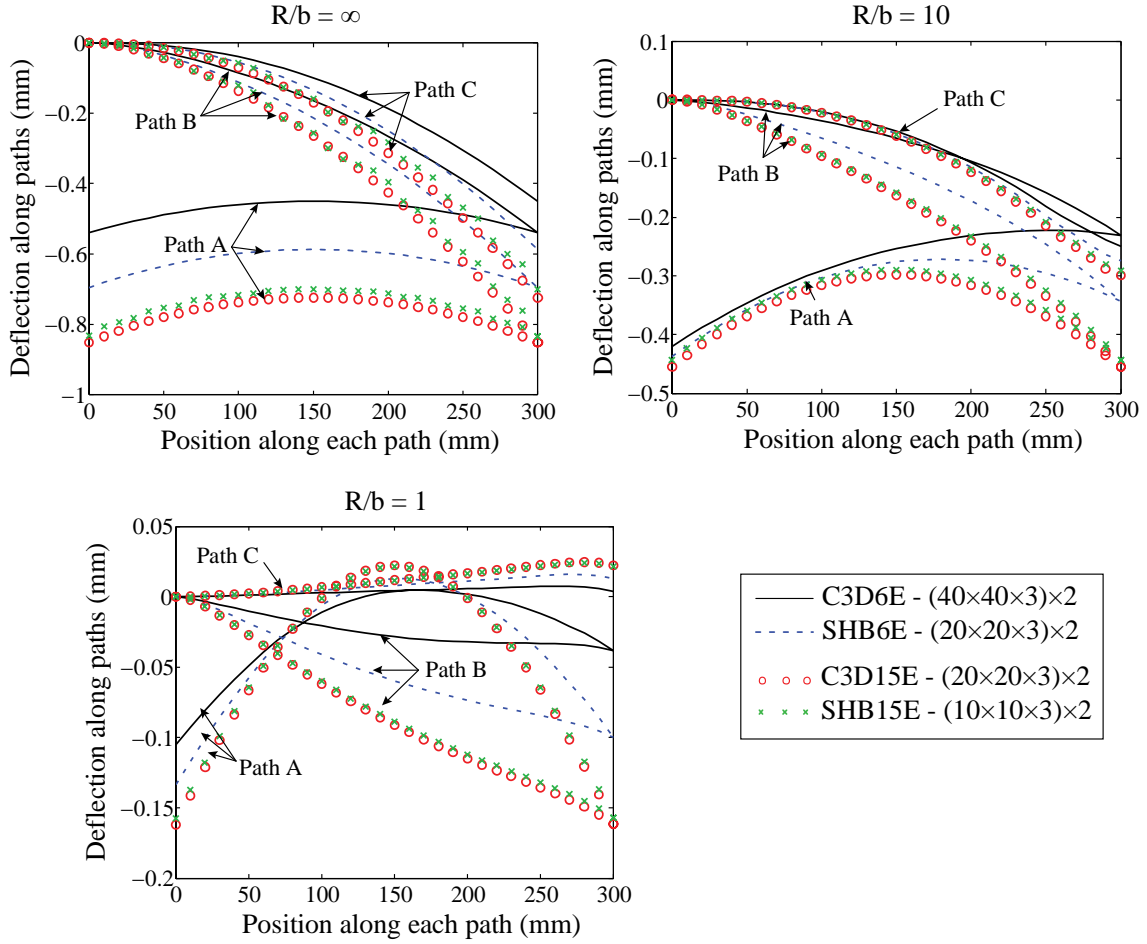 R/b = ∞
Deflection along paths (mm)
0
−0.2
−0.4
−0.6
−0.8
−1
Path C
Path B
Path A
0 50 100 150 200 250 300
Position along each path (mm)
R/b = 10
Deflection along paths (mm)
0.1
0
−0.1
−0.2
−0.3
−0.4
−0.5
Path C
Path B
Path A
0 50 100 150 200 250 300
Position along each path (mm)
R/b = 1
Deflection along paths (mm)
0.05
0
−0.05
−0.1
−0.15
−0.2
Path C
Path B
Path A
0 50 100 150 200 250 300
Position along each path (mm)
C3D6E - (40×40×3)×2
SHB6E - (20×20×3)×2
C3D15E - (20×20×3)×2
SHB15E - (10×10×3)×2